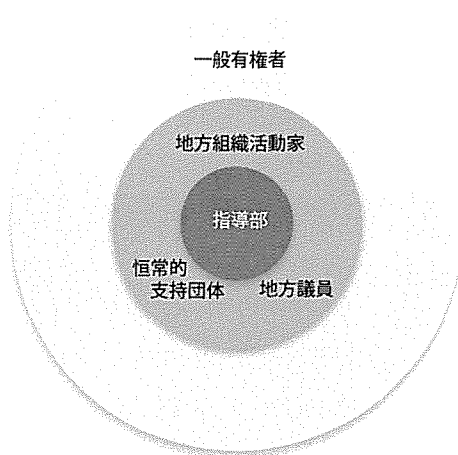 一般有権者
地方組織活動家
指導部
恒常的
支持団体
地方議員